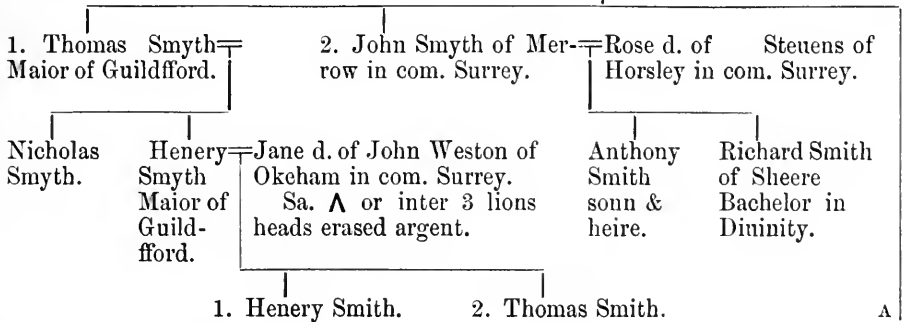 1. Thomas Smyth
Maior of Guildfford.
2. John Smyth of Mer-
row in com. Surrey.
Rose d. of Steuens of
Horsley in com. Surrey.
Nicholas
Smyth.
Henery
Smyth
Maior of
Guild-
fford.
Jane d. of John Weston of
Okeham in com. Surrey.
Sa. Λ or inter 3 lions
heads erased argent.
Anthony
Smith
sonn &
heire.
Richard Smith
of Sheere
Bachelor in
Diuinity.
1. Henery Smith.
2. Thomas Smith.
A